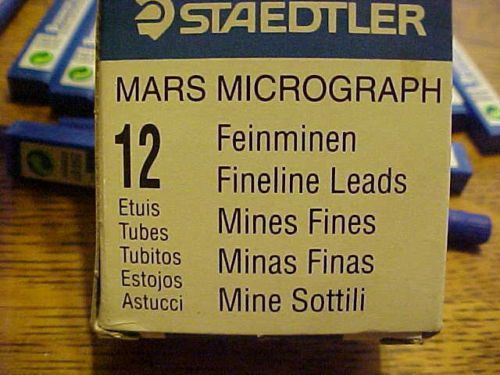 STAEDTLER
MARS MICROGRAPH
12
Etuis
Tubes
Tubitos
Estojos
Astucci
Feinminen
Fineline Leads
Mines Fines
Minas Finas
Mine Sottili